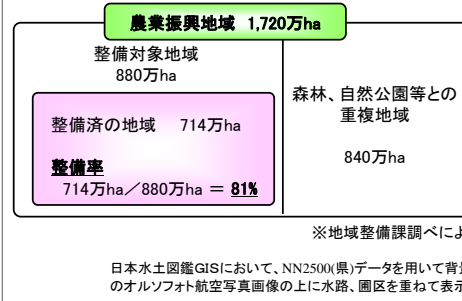 農業振興地域 1,720万ha
整備対象地域
880万ha
整備済の地域 714万ha
整備率
714万ha／880万ha ＝ 81%
森林、自然公園等との
重複地域
840万ha
※地域整備課調べによ
日本水土図鑑GISにおいて、NN2500(県)データを用いて背景
のオルソフォト航空写真画像の上に水路、圃区を重ねて表示